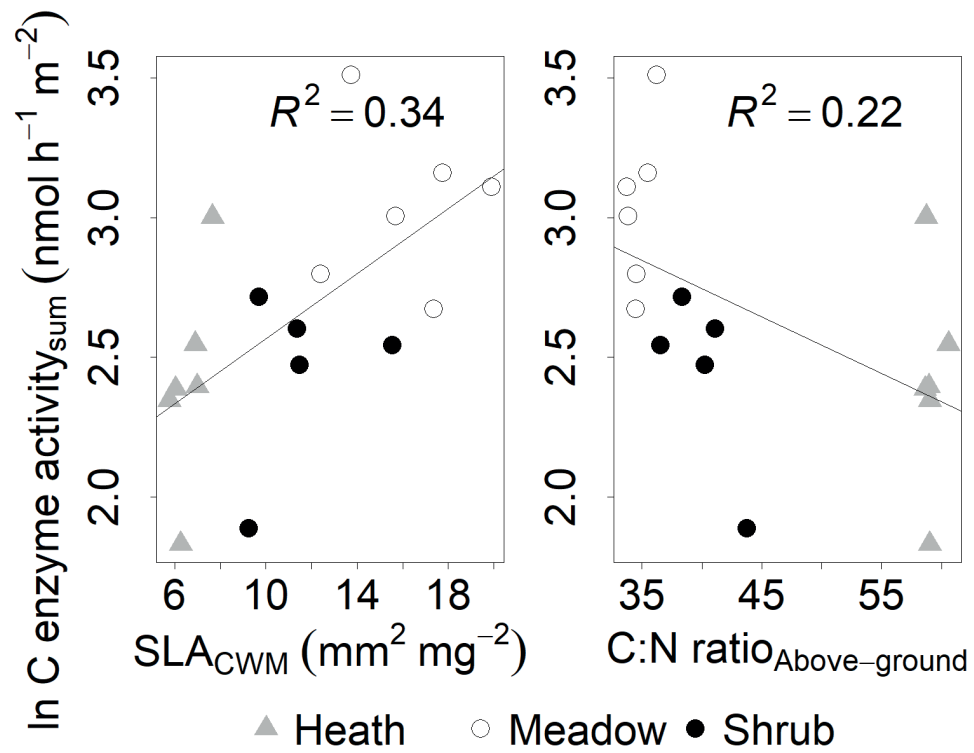 ln C enzyme activity_sum (nmol h⁻¹ m⁻²)
3.5
3.0
2.5
2.0
R² = 0.34
6 10 14 18
SLA_CWM (mm² mg⁻²)
3.5
3.0
2.5
2.0
R² = 0.22
35 45 55
C:N ratio_Above−ground
Heath Meadow Shrub